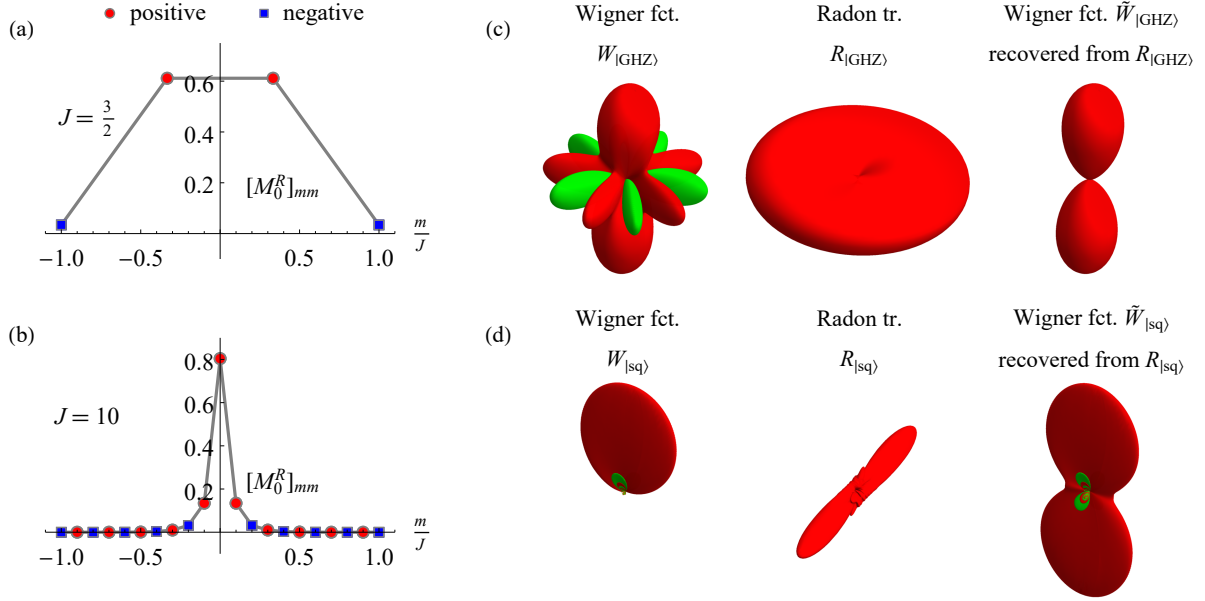 positive negative
(a)
J = 3/2
0.6
0.4
0.2
[M_0^R]_{mm}
m/J
−1.0 −0.5 0.5 1.0
(b)
J = 10
0.8
0.6
0.4
0.2
[M_0^R]_{mm}
m/J
−1.0 −0.5 0.5 1.0
(c)
Wigner fct. Radon tr. Wigner fct. W̃_{|GHZ⟩}
W_{|GHZ⟩} R_{|GHZ⟩} recovered from R_{|GHZ⟩}
(d)
Wigner fct. Radon tr. Wigner fct. W̃_{|sq⟩}
W_{|sq⟩} R_{|sq⟩} recovered from R_{|sq⟩}